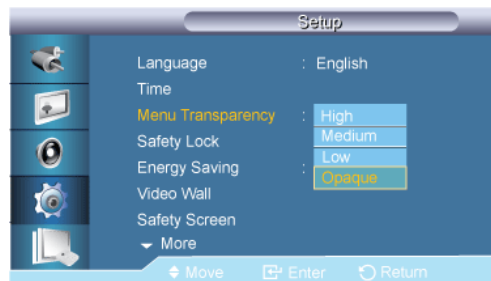 Setup
Language : English
Time
Menu Transparency : High
Medium
Safety Lock
Low
Energy Saving : Opaque
Video Wall
Safety Screen
More
Move Enter Return